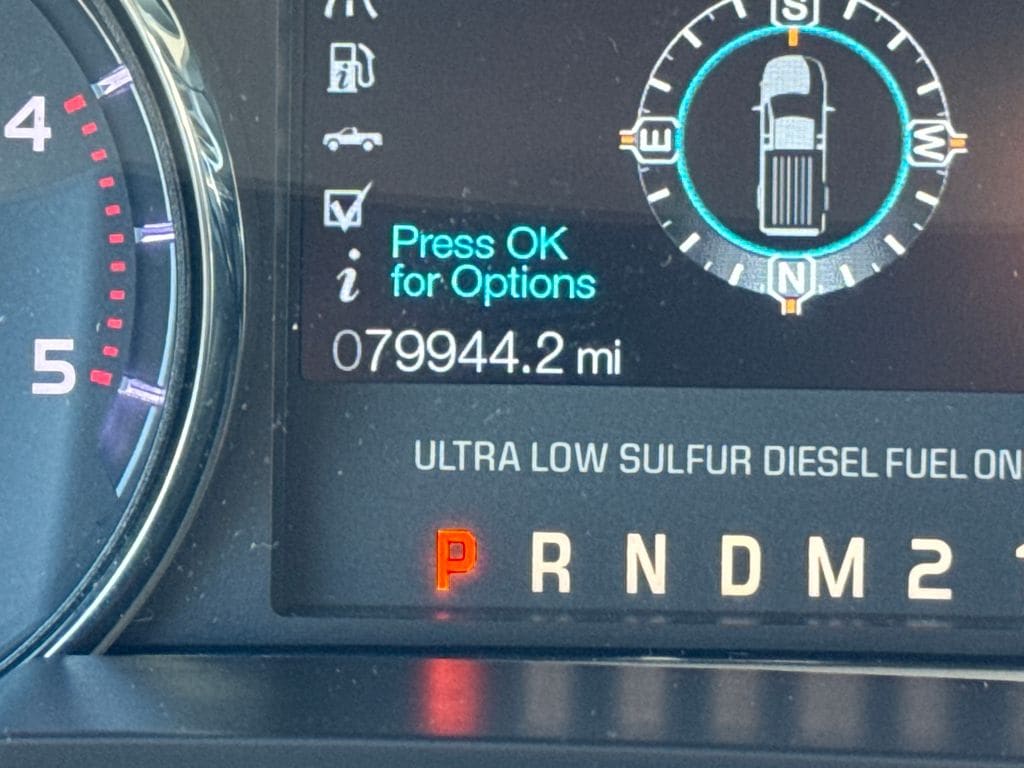 S
E
W
N
4
5
i
Press OK
for Options
079944.2 mi
ULTRA LOW SULFUR DIESEL FUEL ON
P R N D M 2